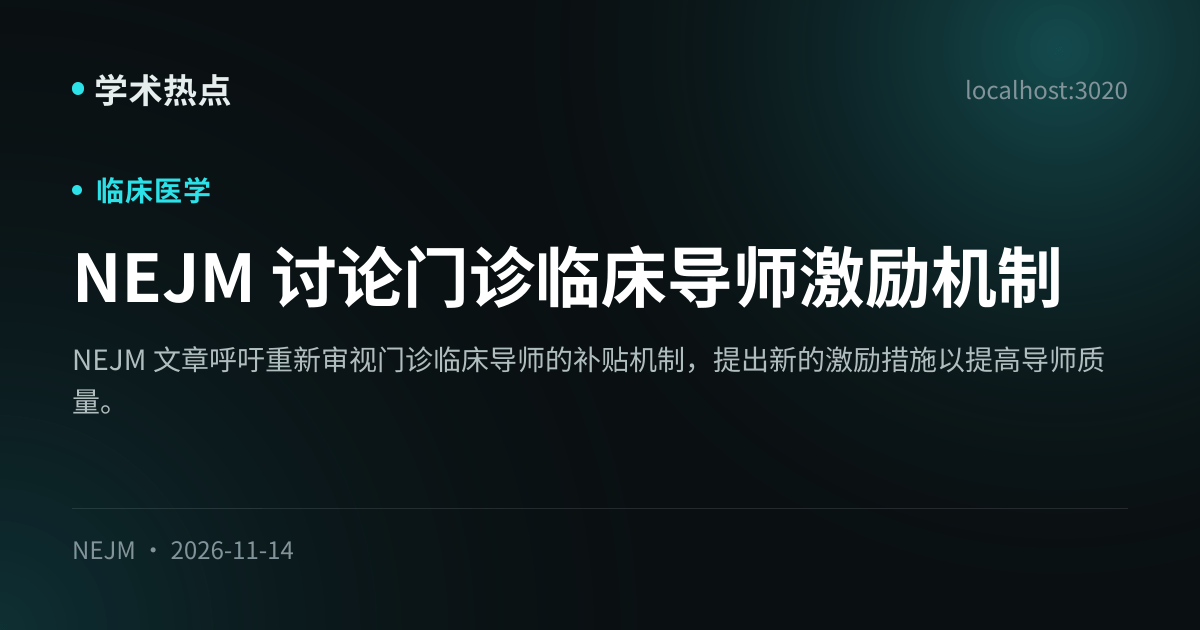 学术热点
localhost:3020
临床医学
NEJM 讨论门诊临床导师激励机制
NEJM 文章呼吁重新审视门诊临床导师的补贴机制，提出新的激励措施以提高导师质
量。
NEJM · 2026-11-14